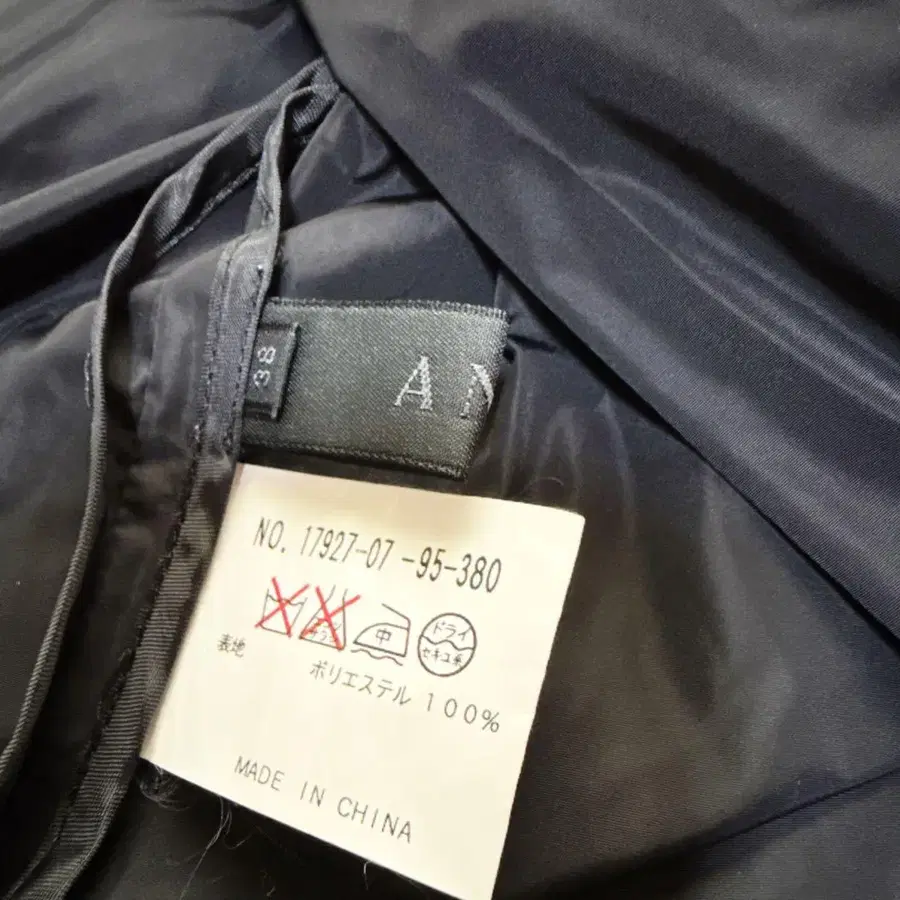 38
A
NO. 17927-07 -95-380
中
ドライ
セキユ系
表地
ポリエステル 100%
MADE IN CHINA